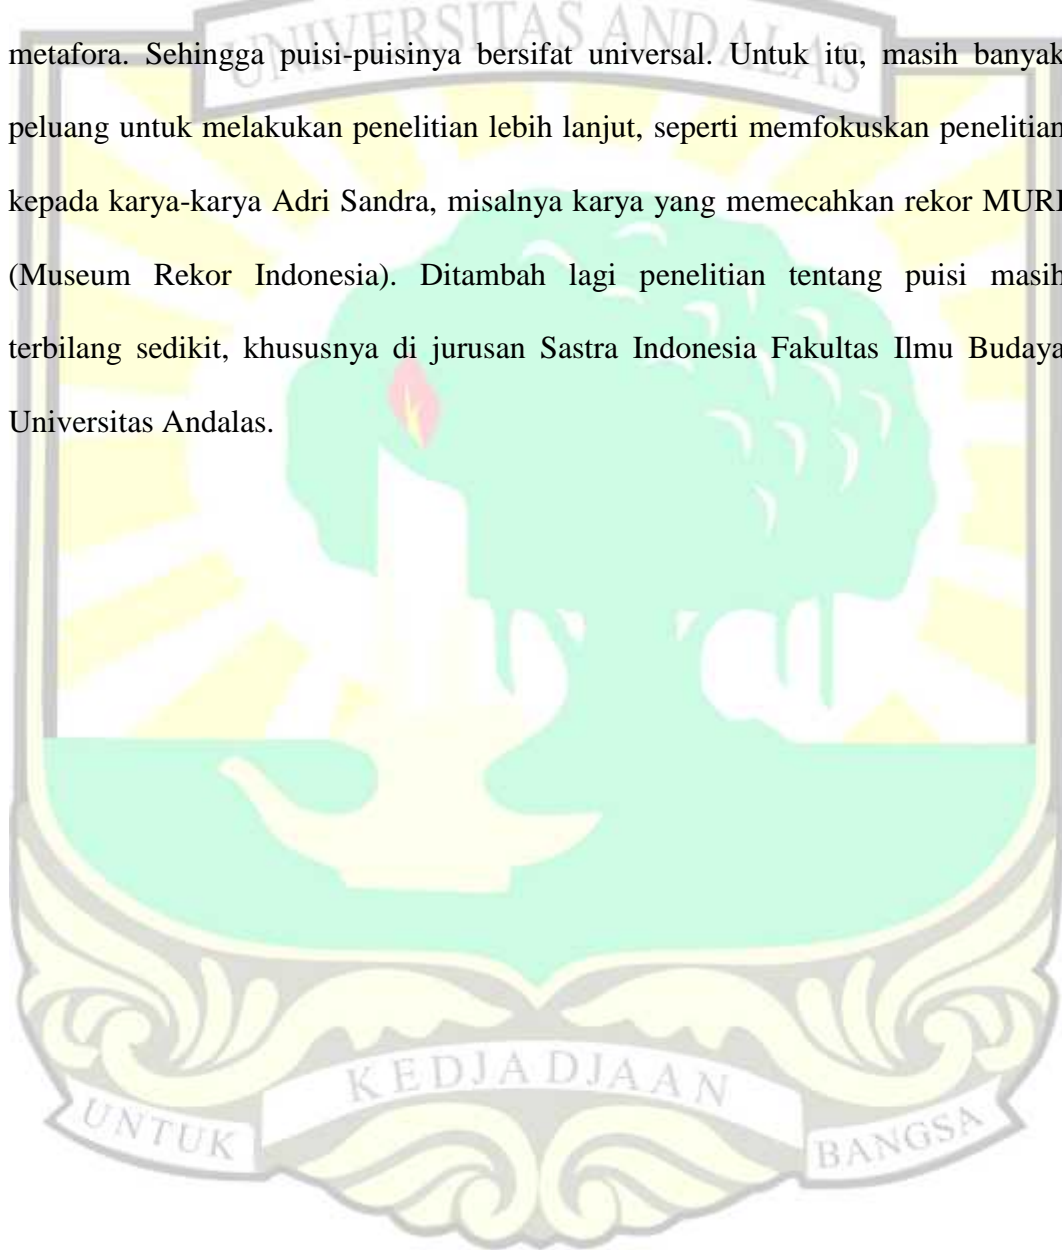 UNIVERSITAS ANDALAS
metafora. Sehingga puisi-puisinya bersifat universal. Untuk itu, masih banyak
peluang untuk melakukan penelitian lebih lanjut, seperti memfokuskan penelitian
kepada karya-karya Adri Sandra, misalnya karya yang memecahkan rekor MURI
(Museum Rekor Indonesia). Ditambah lagi penelitian tentang puisi masih
terbilang sedikit, khususnya di jurusan Sastra Indonesia Fakultas Ilmu Budaya
Universitas Andalas.
UNTUK KEDJADJAAN BANGSA